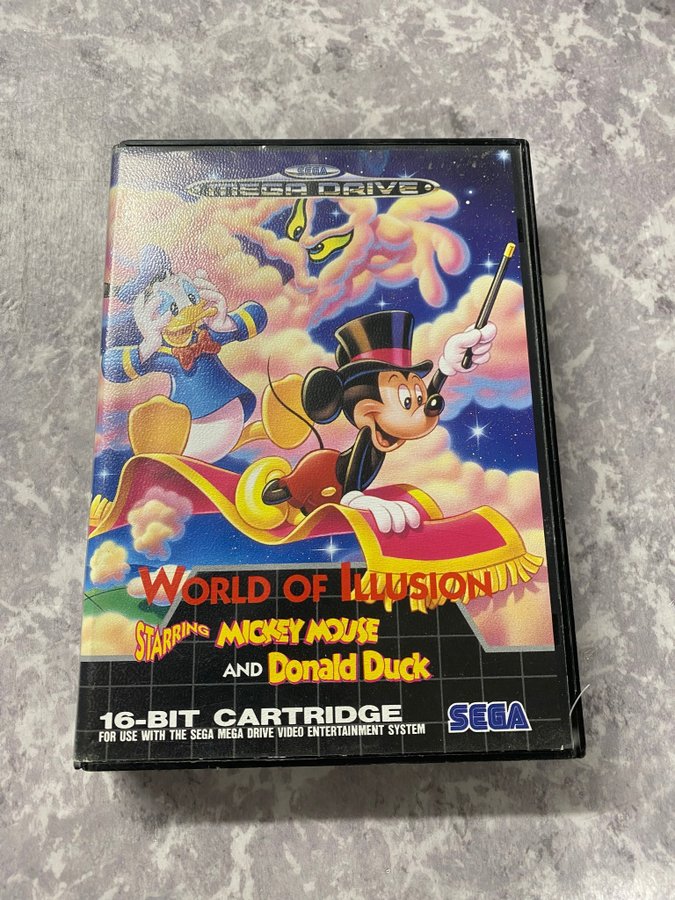 SEGA
MEGA DRIVE
WORLD OF ILLUSION
STARRING MICKEY MOUSE
AND Donald Duck
16-BIT CARTRIDGE
FOR USE WITH THE SEGA MEGA DRIVE VIDEO ENTERTAINMENT SYSTEM
SEGA